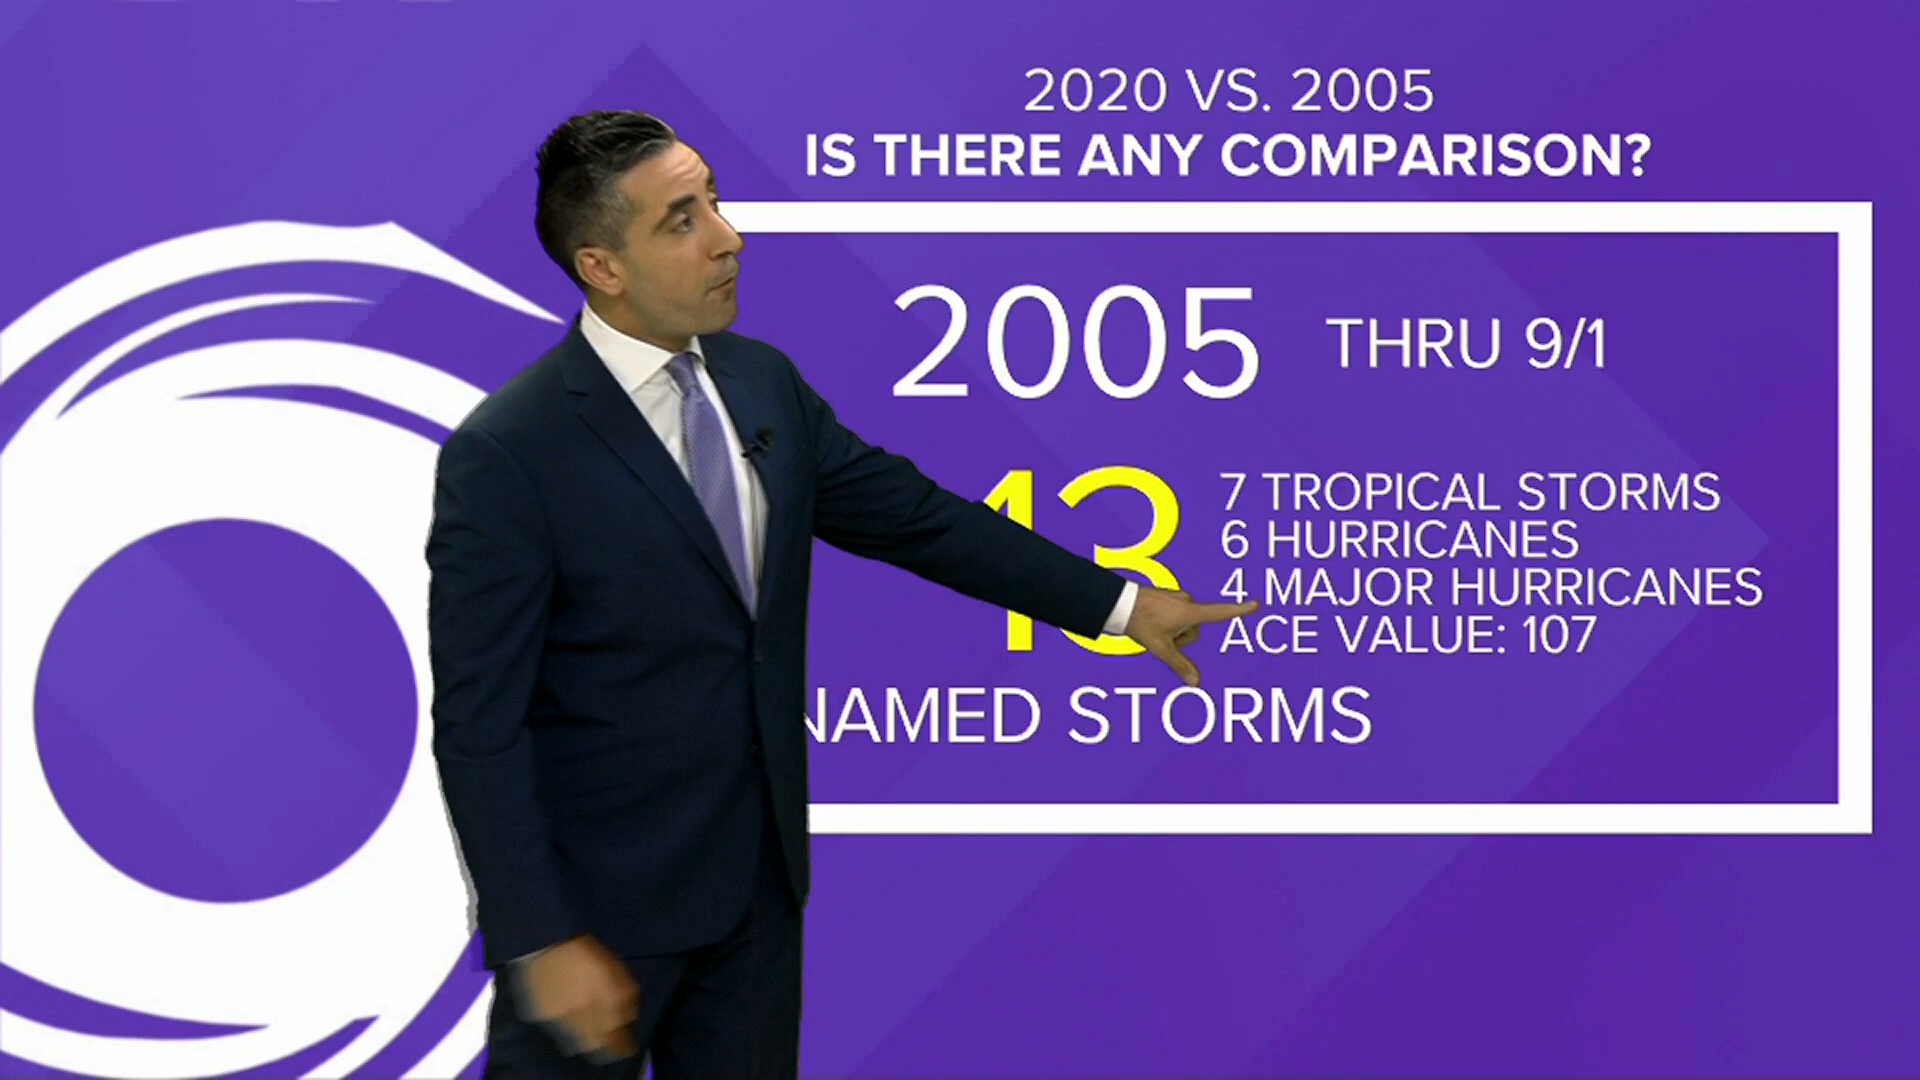 2020 VS. 2005
IS THERE ANY COMPARISON?
2005 THRU 9/1
13
7 TROPICAL STORMS
6 HURRICANES
4 MAJOR HURRICANES
ACE VALUE: 107
NAMED STORMS